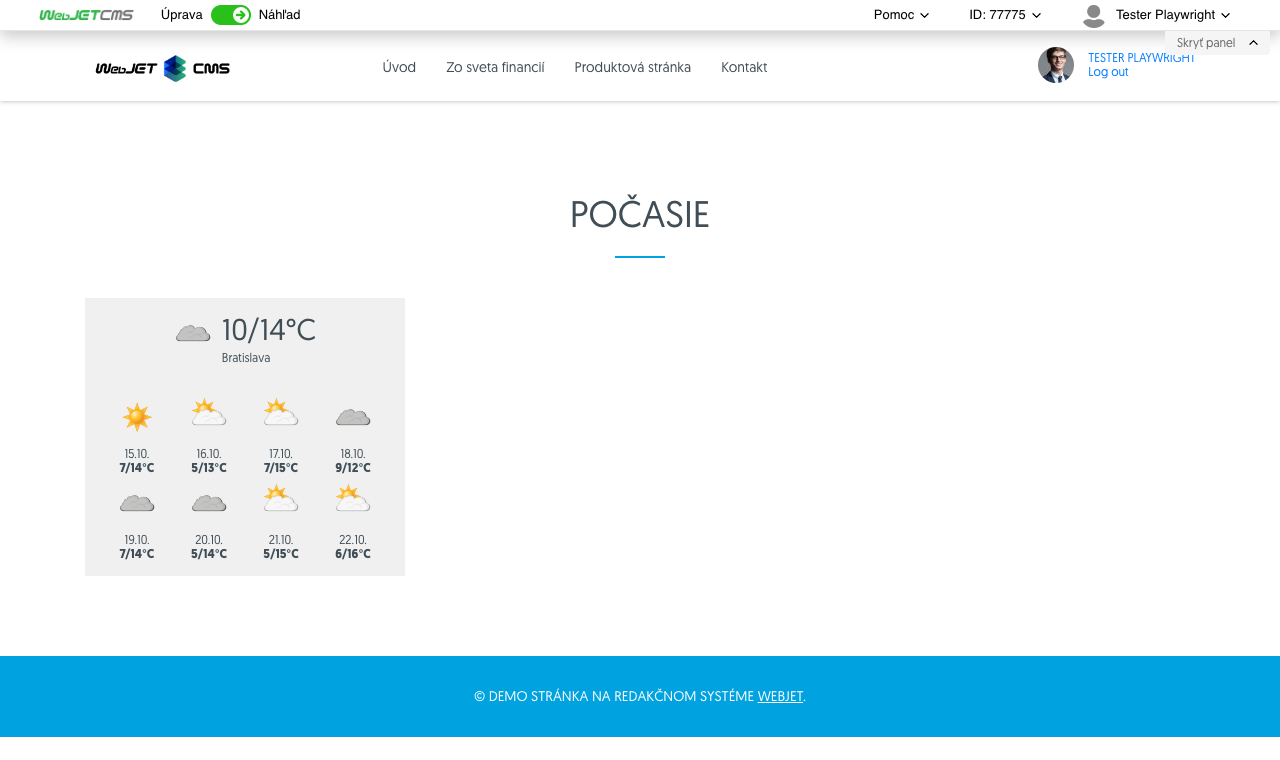 WebJETCMS Úprava Náhľad Pomoc ID: 77775 Tester Playwright
Skryť panel
WebJET CMS Úvod Zo sveta financií Produktová stránka Kontakt TESTER PLAYWRIGHT
Log out
POČASIE
10/14°C
Bratislava
15.10. 16.10. 17.10. 18.10.
7/14°C 5/13°C 7/15°C 9/12°C
19.10. 20.10. 21.10. 22.10.
7/14°C 5/14°C 5/15°C 6/16°C
© DEMO STRÁNKA NA REDAKČNOM SYSTÉME WEBJET.